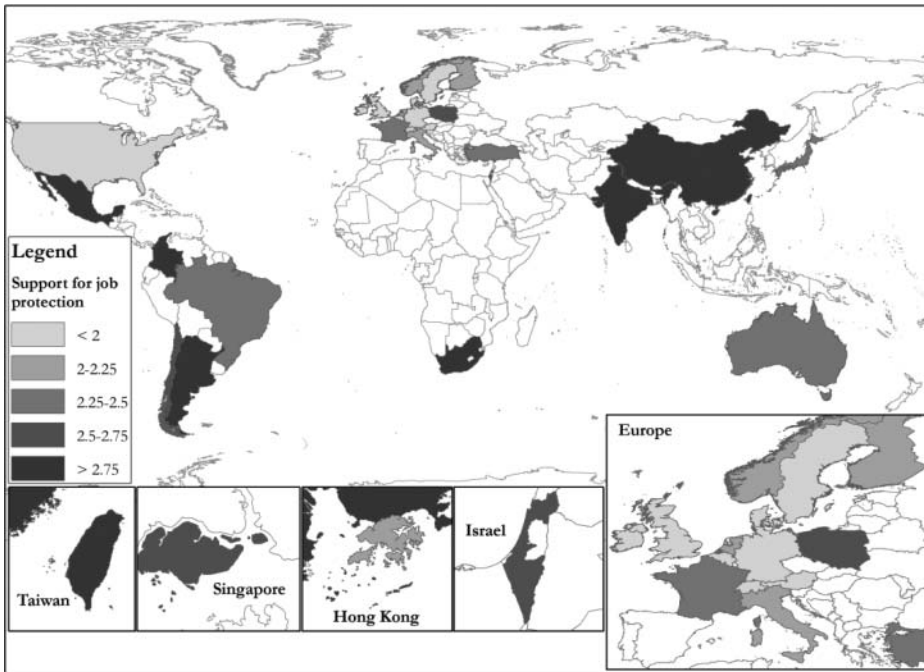 Legend
Support for job
protection
< 2
2-2.25
2.25-2.5
2.5-2.75
> 2.75
Europe
Taiwan
Singapore
Hong Kong
Israel